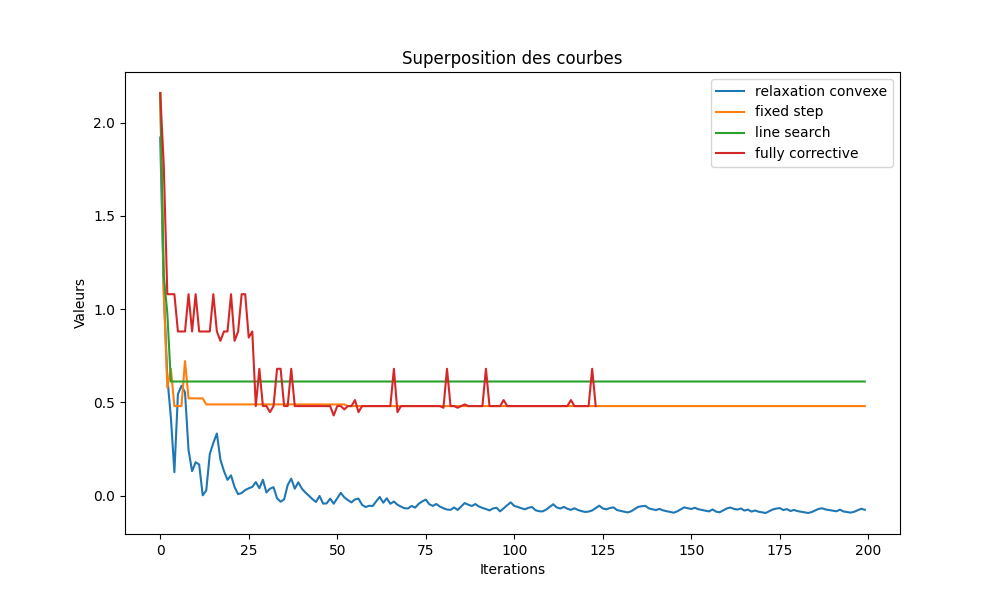 Superposition des courbes
relaxation convexe
fixed step
line search
fully corrective
Valeurs
2.0
1.5
1.0
0.5
0.0
0 25 50 75 100 125 150 175 200
Iterations